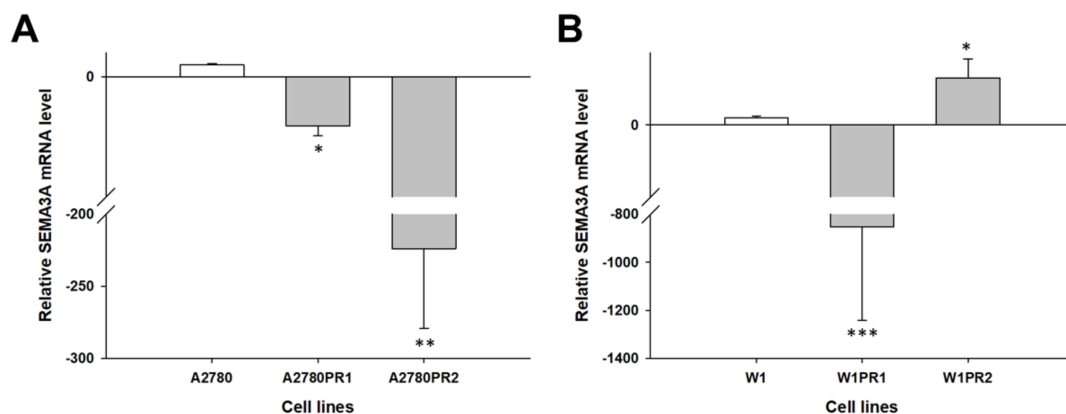 A
Relative SEMA3A mRNA level
0
-200
-250
-300
*
**
A2780
A2780PR1
A2780PR2
Cell lines
B
Relative SEMA3A mRNA level
0
-800
-1000
-1200
-1400
*
***
W1
W1PR1
W1PR2
Cell lines